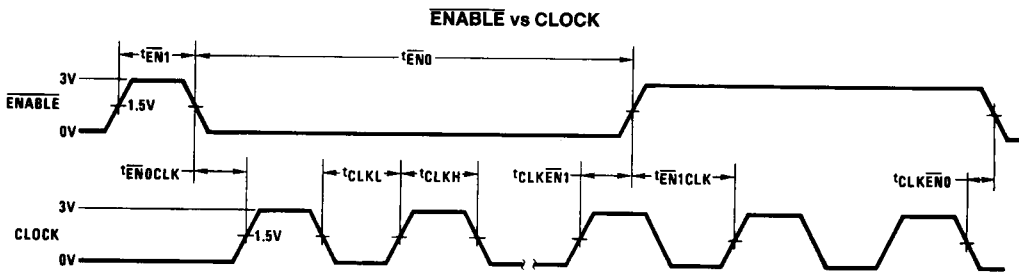 ENABLE vs CLOCK
tEN1
tEN0
3V
ENABLE
1.5V
0V
tEN0CLK
tCLKL
tCLKH
tCLKEN1
tEN1CLK
tCLKEN0
3V
CLOCK
1.5V
0V